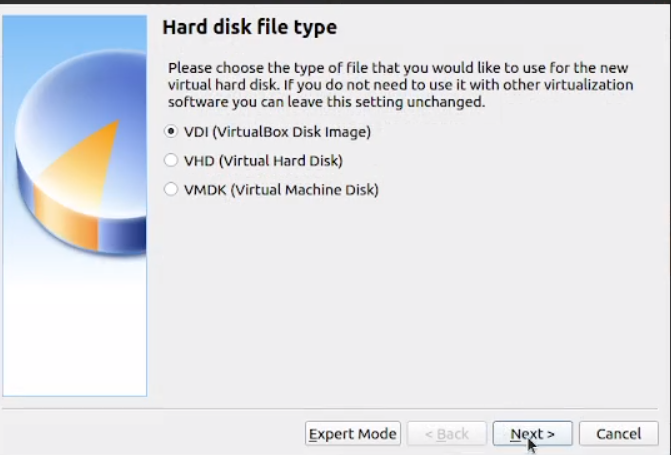 Hard disk file type
Please choose the type of file that you would like to use for the new
virtual hard disk. If you do not need to use it with other virtualization
software you can leave this setting unchanged.
VDI (VirtualBox Disk Image)
VHD (Virtual Hard Disk)
VMDK (Virtual Machine Disk)
Expert Mode < Back Next > Cancel